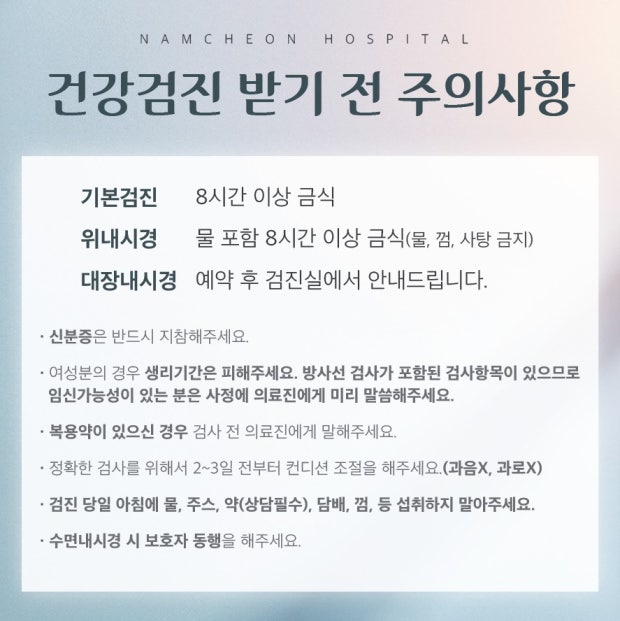 NAMCHEON HOSPITAL
건강검진 받기 전 주의사항
기본검진 8시간 이상 금식
위내시경 물 포함 8시간 이상 금식(물, 껌, 사탕 금지)
대장내시경 예약 후 검진실에서 안내드립니다.
· 신분증은 반드시 지참해주세요.
· 여성분의 경우 생리기간은 피해주세요. 방사선 검사가 포함된 검사항목이 있으므로
임신가능성이 있는 분은 사정에 의료진에게 미리 말씀해주세요.
· 복용약이 있으신 경우 검사 전 의료진에게 말해주세요.
· 정확한 검사를 위해서 2~3일 전부터 컨디션 조절을 해주세요.(과음X, 과로X)
· 검진 당일 아침에 물, 주스, 약(상담필수), 담배, 껌, 등 섭취하지 말아주세요.
· 수면내시경 시 보호자 동행을 해주세요.